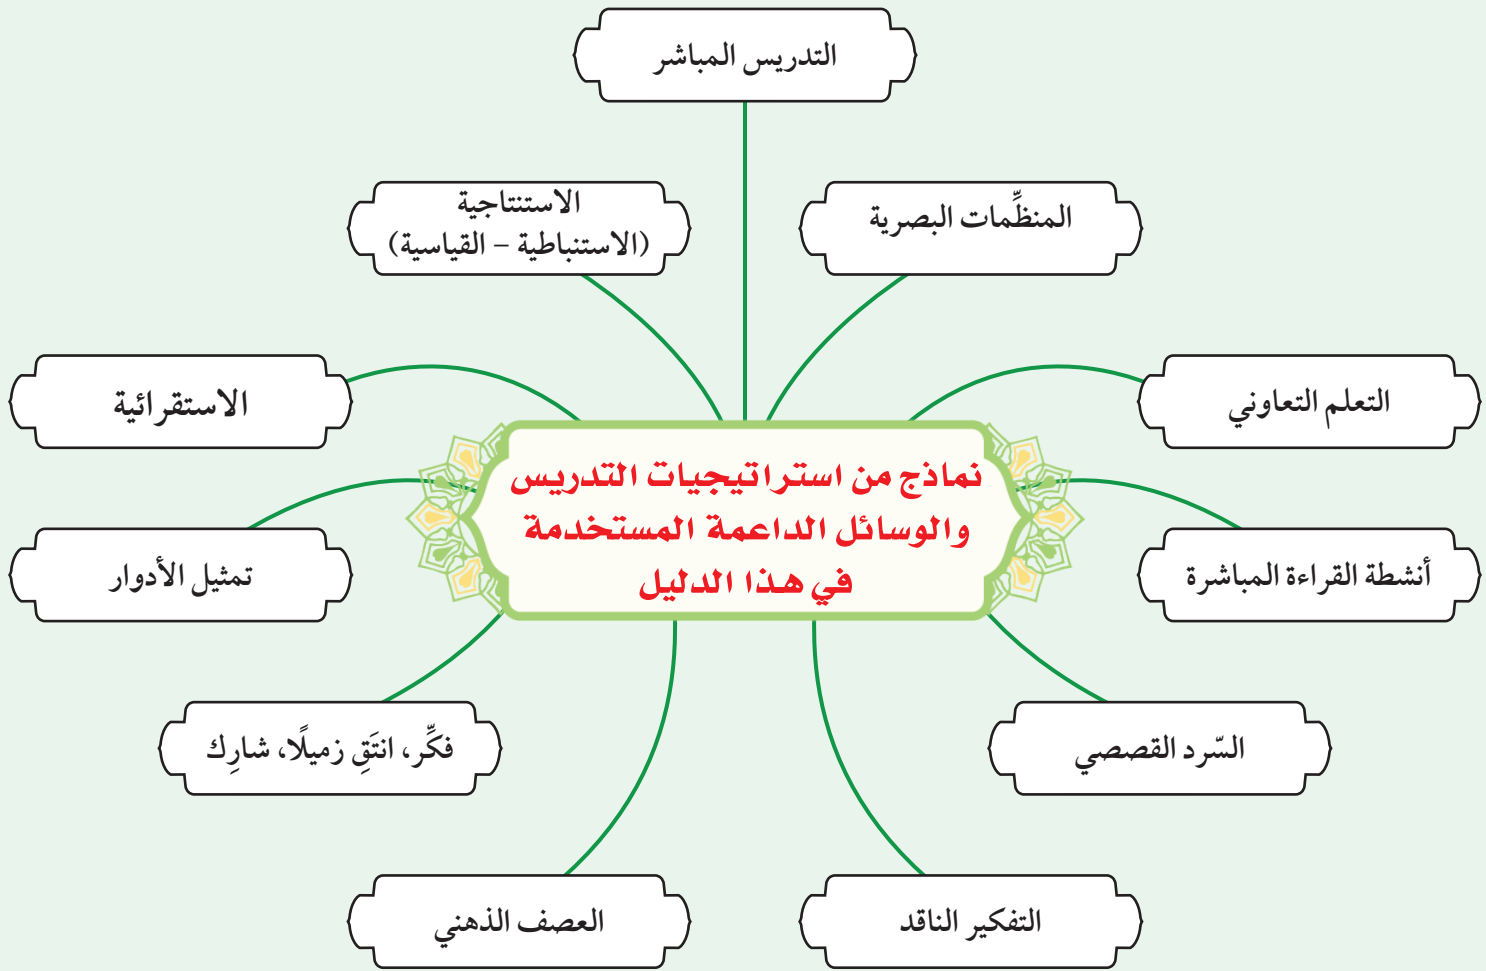 التدريس المباشر
المنظِّمات البصرية
الاستنتاجية
(الاستنباطية – القياسية)
التعلم التعاوني
الاستقرائية
نماذج من استراتيجيات التدريس
والوسائل الداعمة المستخدمة
في هذا الدليل
أنشطة القراءة المباشرة
تمثيل الأدوار
السّرد القصصي
فكِّر، انتَقِ زميلًا، شارِك
التفكير الناقد
العصف الذهني